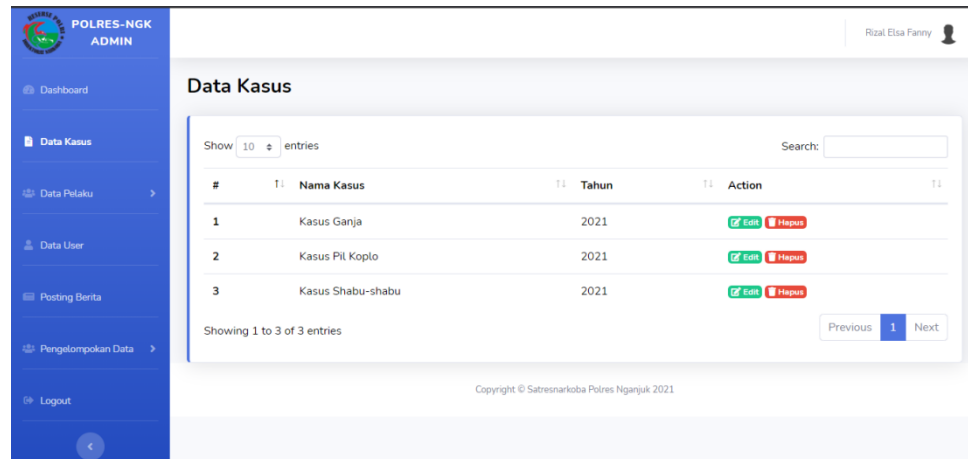 POLRES-NGK
ADMIN
Rizal Elsa Fanny
Dashboard
Data Kasus
Data Pelaku
Data User
Posting Berita
Pengelompokan Data
Logout
Data Kasus
Show 10 entries
Search:
# Nama Kasus Tahun Action
1 Kasus Ganja 2021 Edit Hapus
2 Kasus Pil Koplo 2021 Edit Hapus
3 Kasus Shabu-shabu 2021 Edit Hapus
Showing 1 to 3 of 3 entries
Previous 1 Next
Copyright © Satresnarkoba Polres Nganjuk 2021